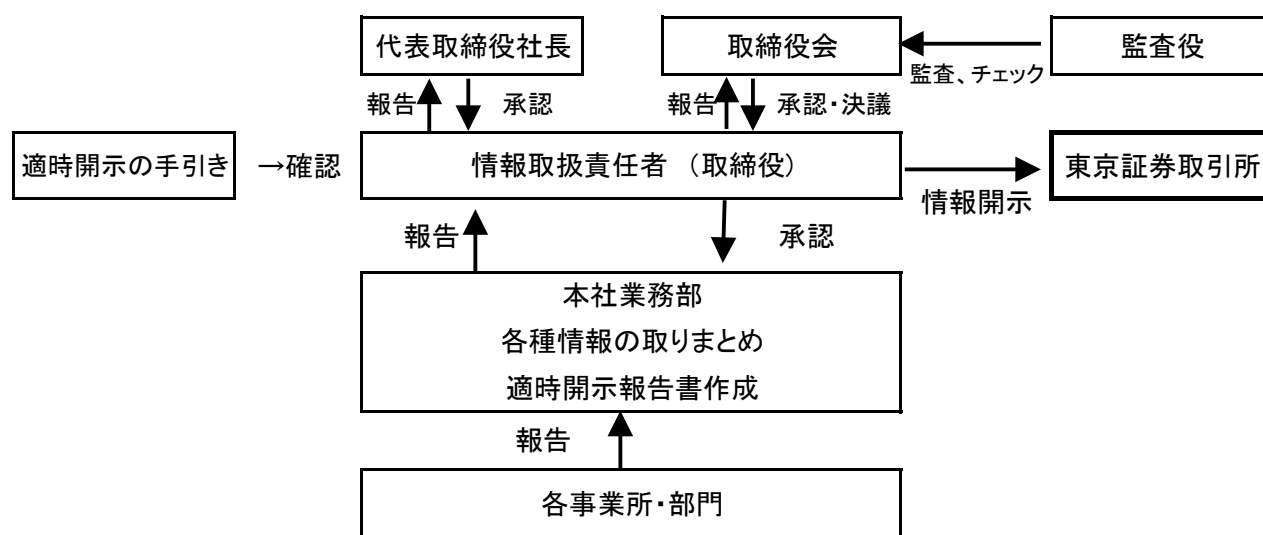 代表取締役社長
取締役会
監査役
監査、チェック
報告
承認
報告
承認・決議
適時開示の手引き
→確認
情報取扱責任者 （取締役）
東京証券取引所
情報開示
報告
承認
本社業務部
各種情報の取りまとめ
適時開示報告書作成
報告
各事業所・部門